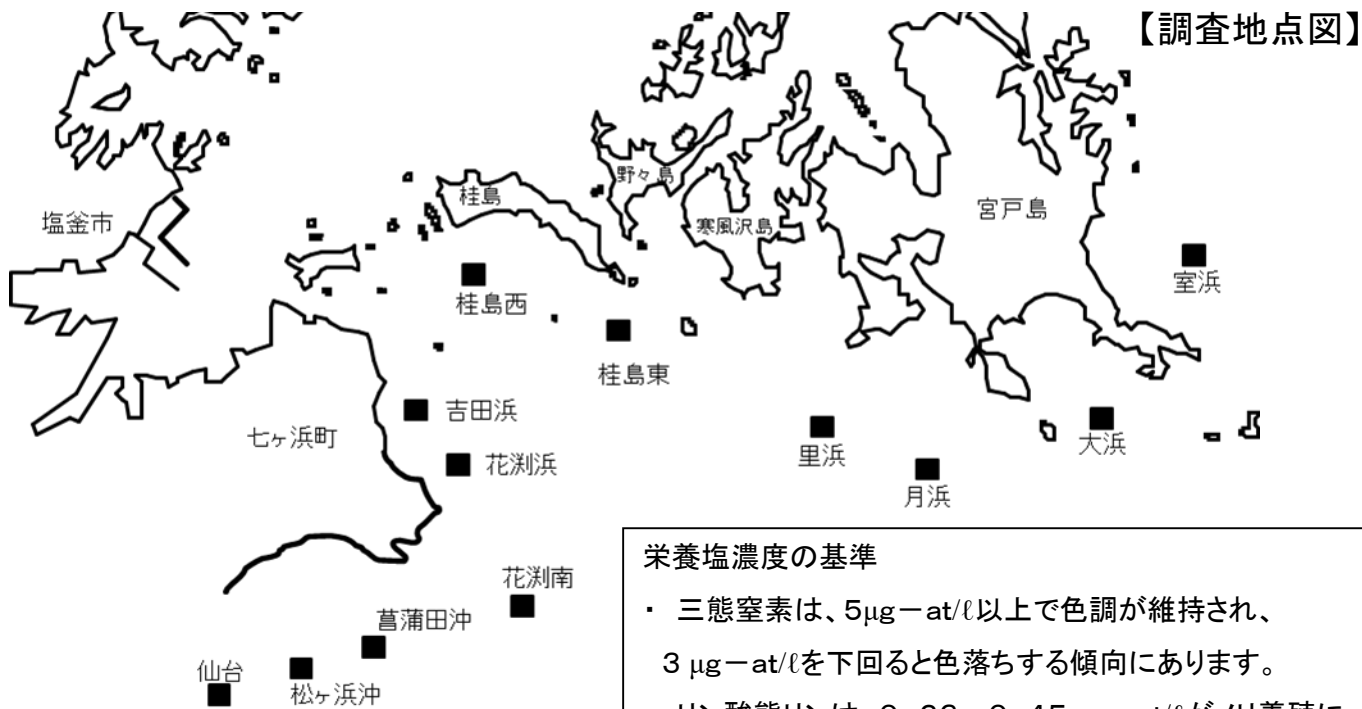 【調査地点図】
野々島
桂島
宮戸島
塩釜市
寒風沢島
室浜
桂島西
桂島東
吉田浜
七ヶ浜町
大浜
里浜
花渕浜
月浜
栄養塩濃度の基準
花渕南
・ 三態窒素は、5μg-at/ℓ以上で色調が維持され、
菖蒲田沖
3 μg-at/ℓを下回ると色落ちする傾向にあります。
仙台
松ヶ浜沖